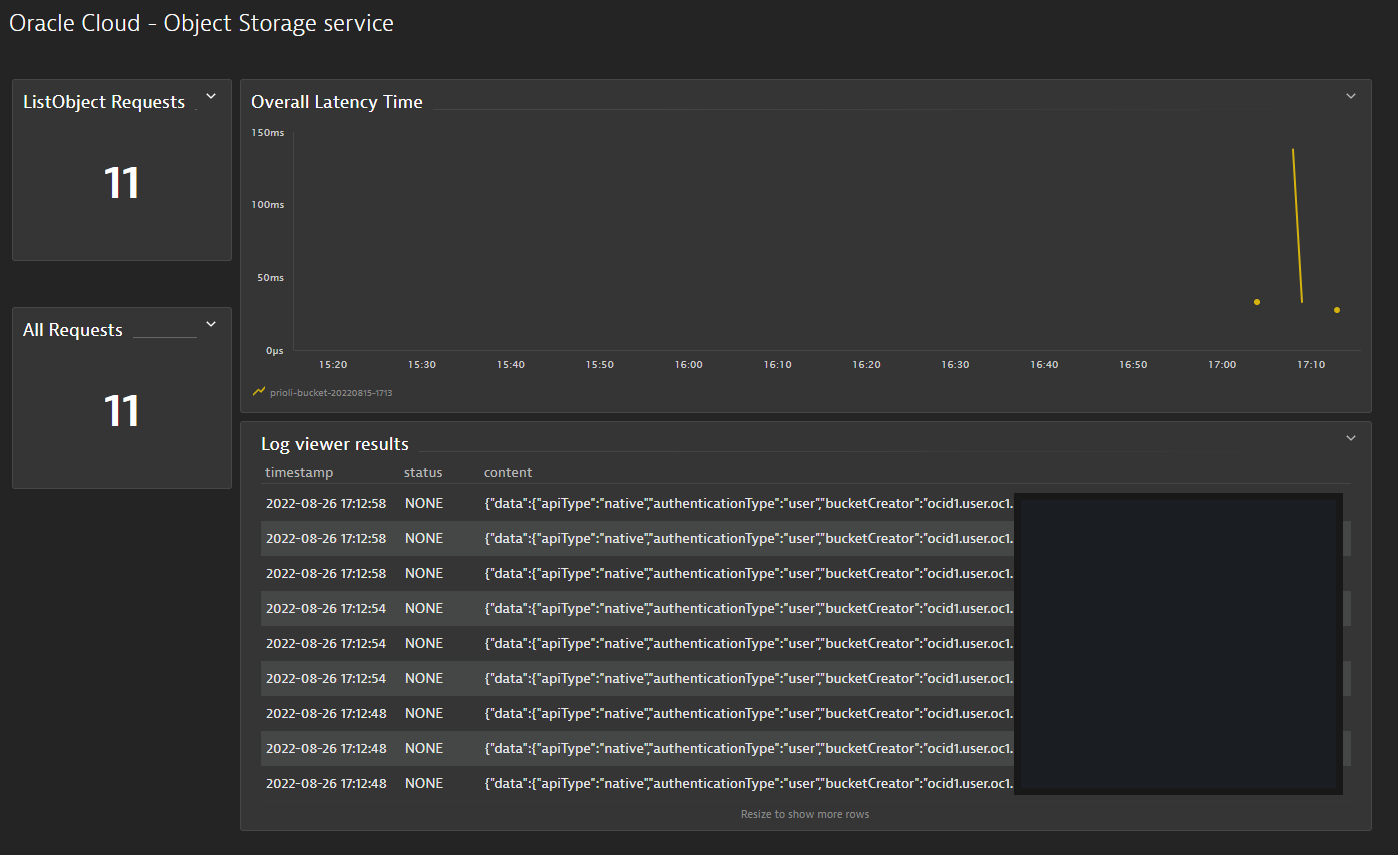 Oracle Cloud - Object Storage service
ListObject Requests
11
All Requests
11
Overall Latency Time
150ms
100ms
50ms
0µs
15:20 15:30 15:40 15:50 16:00 16:10 16:20 16:30 16:40 16:50 17:00 17:10
prioli-bucket-20220815-1713
Log viewer results
timestamp status content
2022-08-26 17:12:58 NONE {"data":{"apiType":"native","authenticationType":"user","bucketCreator":"ocid1.user.oc1.
2022-08-26 17:12:58 NONE {"data":{"apiType":"native","authenticationType":"user","bucketCreator":"ocid1.user.oc1.
2022-08-26 17:12:58 NONE {"data":{"apiType":"native","authenticationType":"user","bucketCreator":"ocid1.user.oc1.
2022-08-26 17:12:54 NONE {"data":{"apiType":"native","authenticationType":"user","bucketCreator":"ocid1.user.oc1.
2022-08-26 17:12:54 NONE {"data":{"apiType":"native","authenticationType":"user","bucketCreator":"ocid1.user.oc1.
2022-08-26 17:12:54 NONE {"data":{"apiType":"native","authenticationType":"user","bucketCreator":"ocid1.user.oc1.
2022-08-26 17:12:48 NONE {"data":{"apiType":"native","authenticationType":"user","bucketCreator":"ocid1.user.oc1.
2022-08-26 17:12:48 NONE {"data":{"apiType":"native","authenticationType":"user","bucketCreator":"ocid1.user.oc1.
2022-08-26 17:12:48 NONE {"data":{"apiType":"native","authenticationType":"user","bucketCreator":"ocid1.user.oc1.
Resize to show more rows